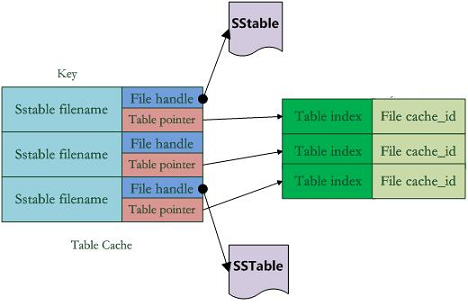 SStable
Key
Sstable filename
File handle
Table pointer
Sstable filename
File handle
Table pointer
Sstable filename
File handle
Table pointer
Table index File cache_id
Table index File cache_id
Table index File cache_id
Table Cache
SSTable